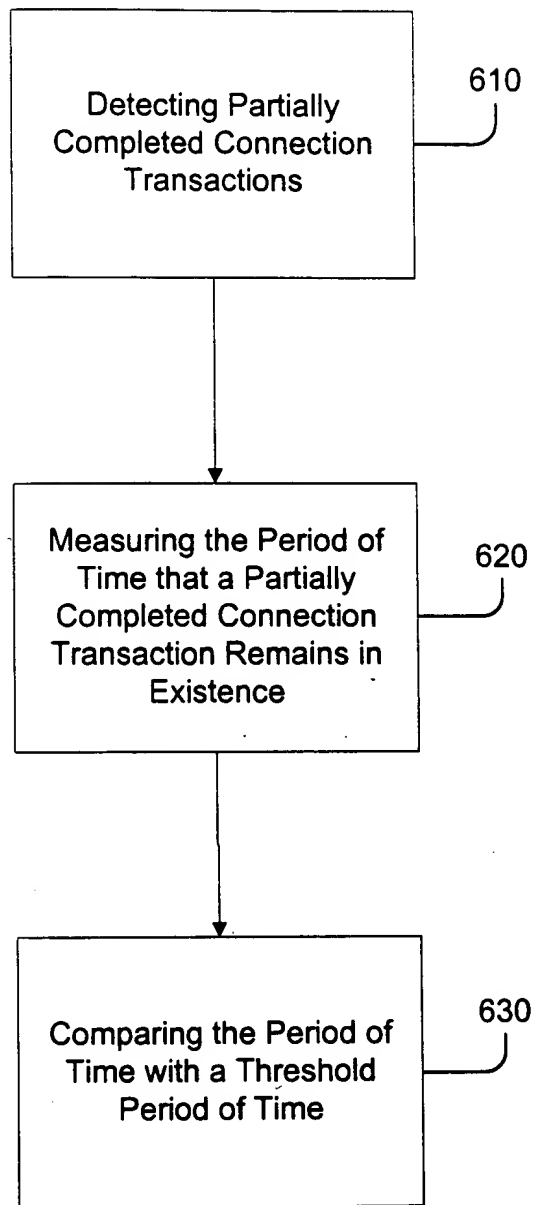 610
Detecting Partially
Completed Connection
Transactions
620
Measuring the Period of
Time that a Partially
Completed Connection
Transaction Remains in
Existence
630
Comparing the Period of
Time with a Threshold
Period of Time